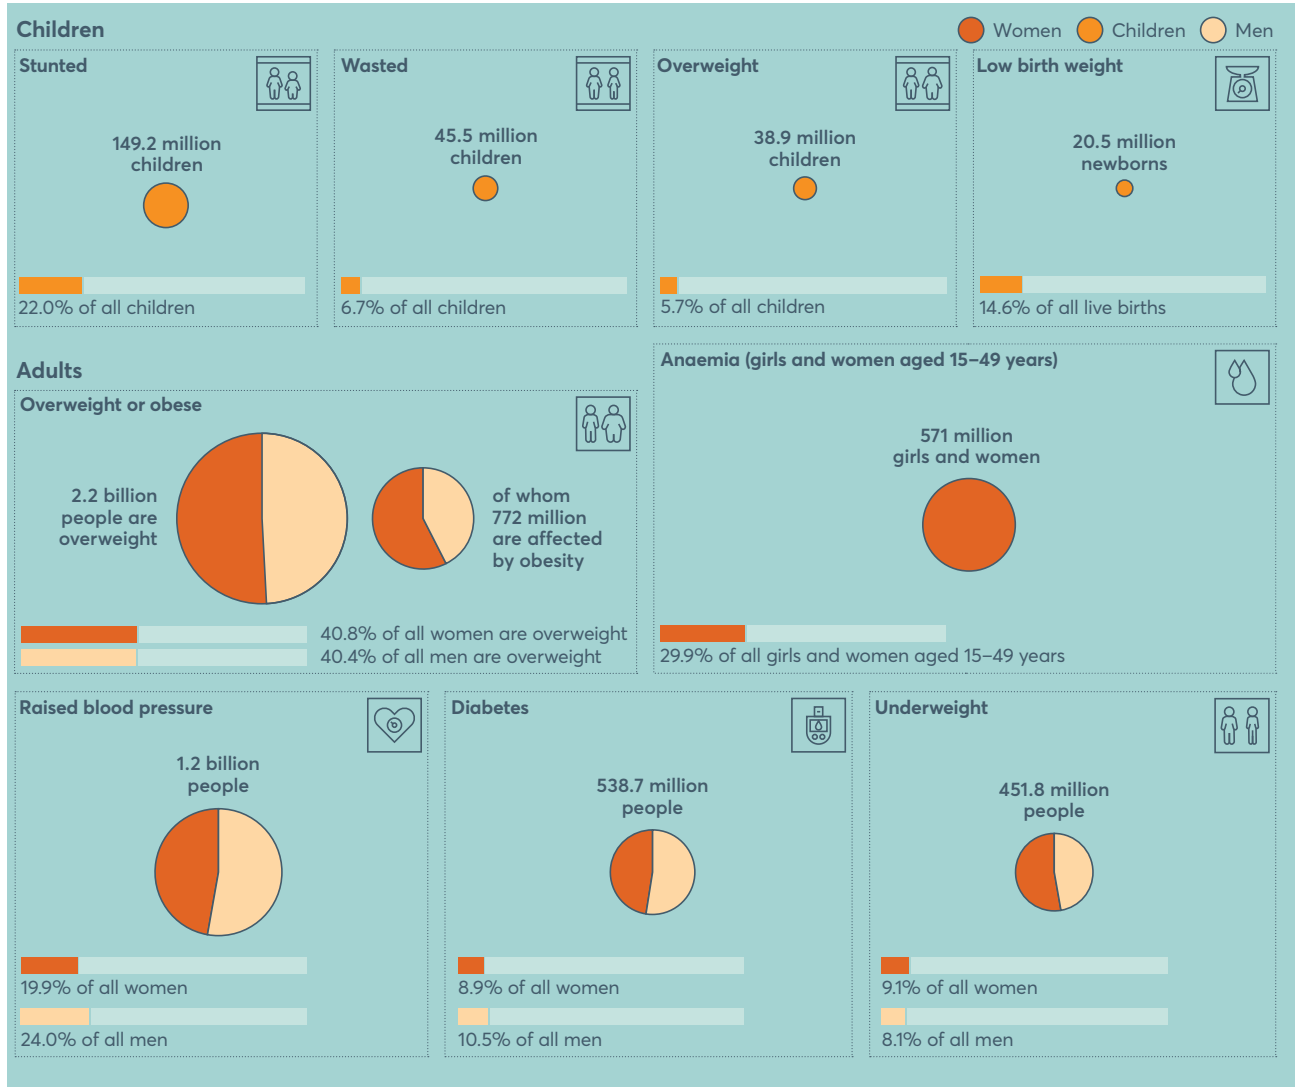 Children
Women
Children
Men
Stunted
149.2 million
children
22.0% of all children
Wasted
45.5 million
children
6.7% of all children
Overweight
38.9 million
children
5.7% of all children
Low birth weight
20.5 million
newborns
14.6% of all live births
Adults
Overweight or obese
2.2 billion
people are
overweight
of whom
772 million
are affected
by obesity
40.8% of all women are overweight
40.4% of all men are overweight
Anaemia (girls and women aged 15–49 years)
571 million
girls and women
29.9% of all girls and women aged 15–49 years
Raised blood pressure
1.2 billion
people
19.9% of all women
24.0% of all men
Diabetes
538.7 million
people
8.9% of all women
10.5% of all men
Underweight
451.8 million
people
9.1% of all women
8.1% of all men